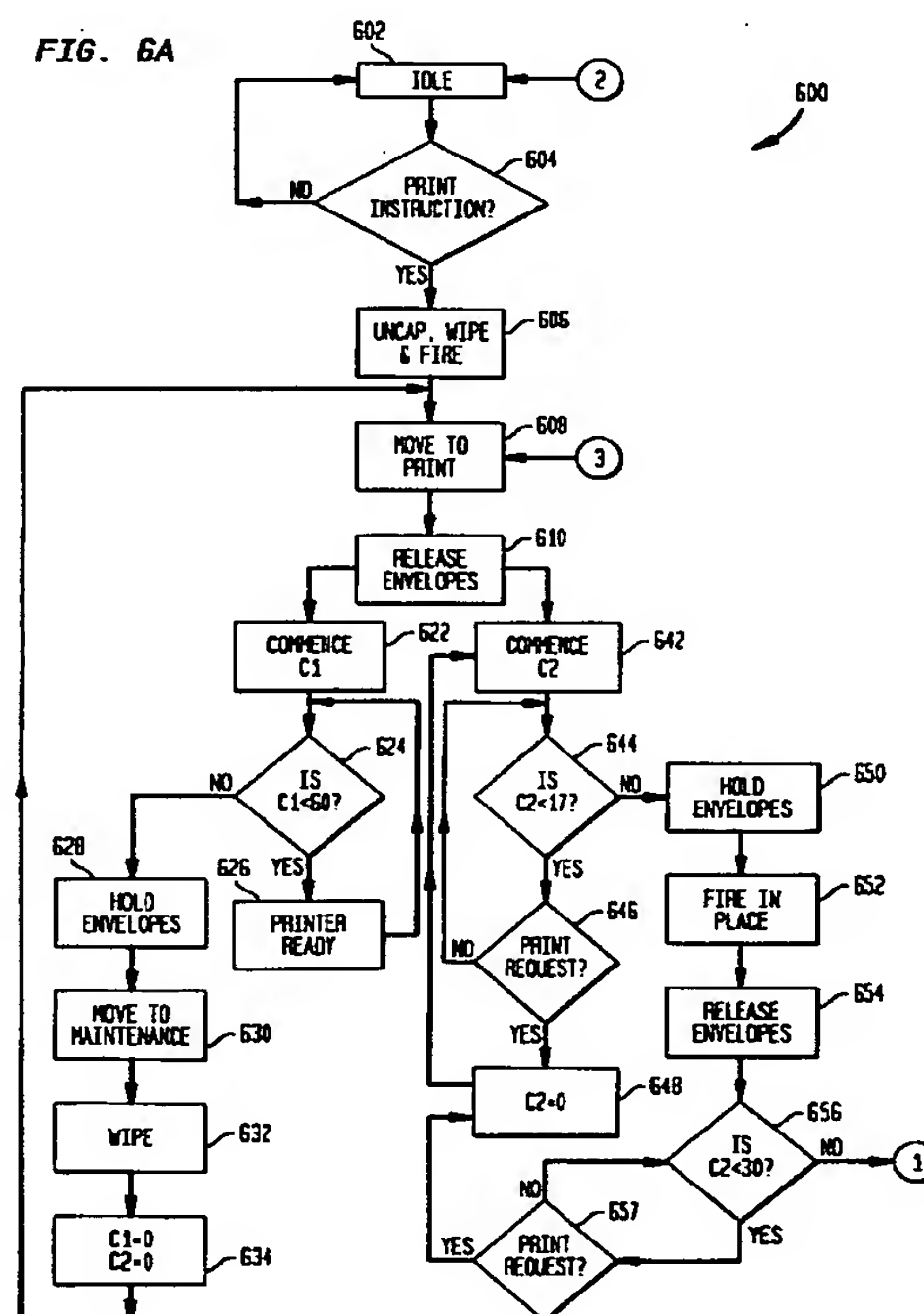 FIG. 6A
602
IDLE
2
600
604
PRINT
INSTRUCTION?
NO
YES
UNCAP, WIPE
& FIRE
606
608
MOVE TO
PRINT
3
610
RELEASE
ENVELOPES
COMMENCE
C1
622
COMMENCE
C2
642
624
IS
C1<60?
NO
YES
644
IS
C2<17?
NO
YES
HOLD
ENVELOPES
650
628
HOLD
ENVELOPES
626
PRINTER
READY
646
PRINT
REQUEST?
NO
YES
FIRE IN
PLACE
652
MOVE TO
MAINTENANCE
630
RELEASE
ENVELOPES
654
C2=0
648
WIPE
632
656
IS
C2<30?
NO
1
YES
C1=0
C2=0
634
657
PRINT
REQUEST?
NO
YES